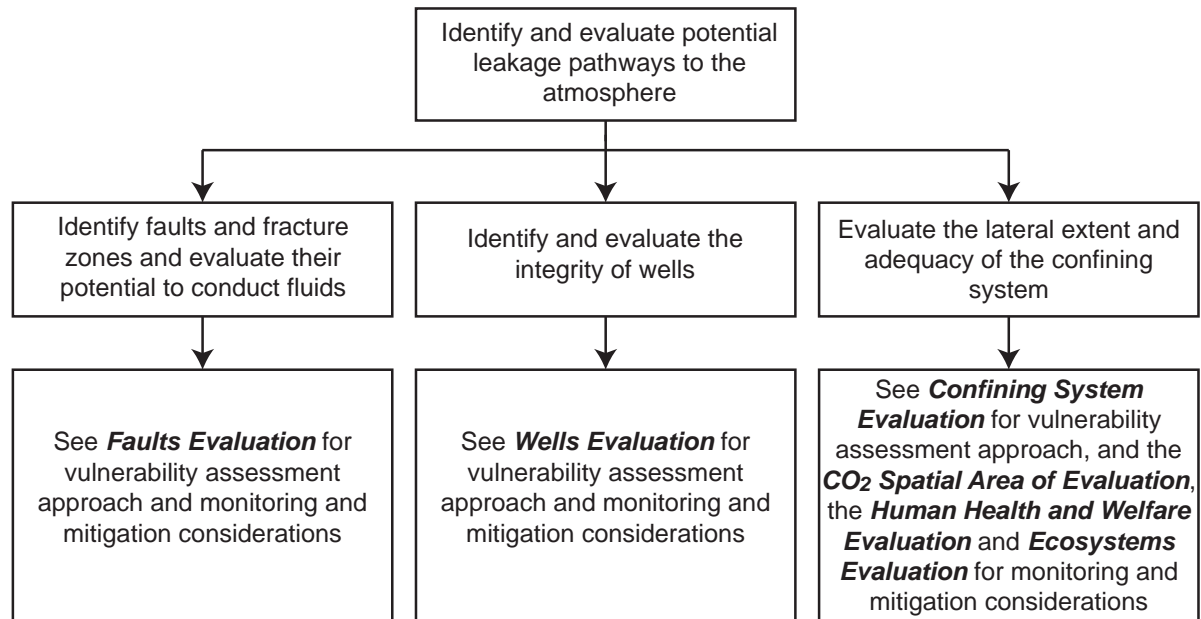 Identify and evaluate potential
leakage pathways to the
atmosphere
Identify faults and fracture
zones and evaluate their
potential to conduct fluids
Identify and evaluate the
integrity of wells
Evaluate the lateral extent and
adequacy of the confining
system
See Faults Evaluation for
vulnerability assessment
approach and monitoring and
mitigation considerations
See Wells Evaluation for
vulnerability assessment
approach and monitoring and
mitigation considerations
See Confining System
Evaluation for vulnerability
assessment approach, and the
CO2 Spatial Area of Evaluation,
the Human Health and Welfare
Evaluation and Ecosystems
Evaluation for monitoring and
mitigation considerations